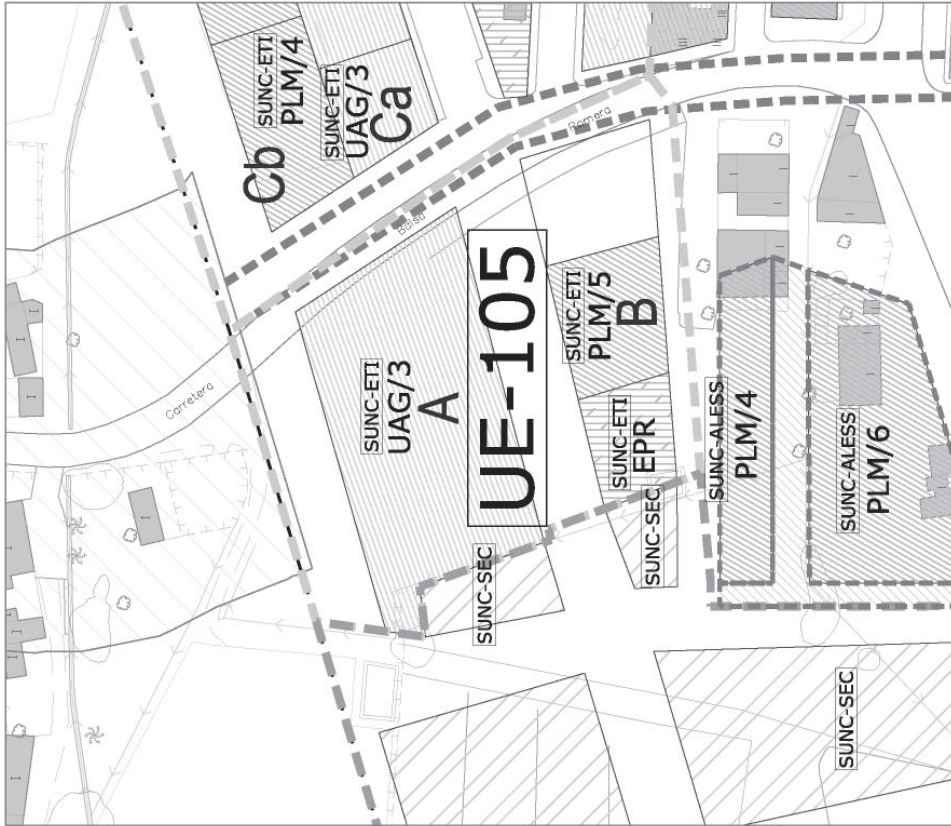 SUNC-ETI
PLM/4
Cb
SUNC-ETI
UAG/3
Ca
Carretera
Balsa
Romera
SUNC-ETI
UAG/3
A
UE-105
SUNC-ETI
PLM/5
B
SUNC-ETI
EPR
SUNC-SEC
SUNC-SEC
SUNC-ALESS
PLM/4
SUNC-ALESS
PLM/6
SUNC-SEC